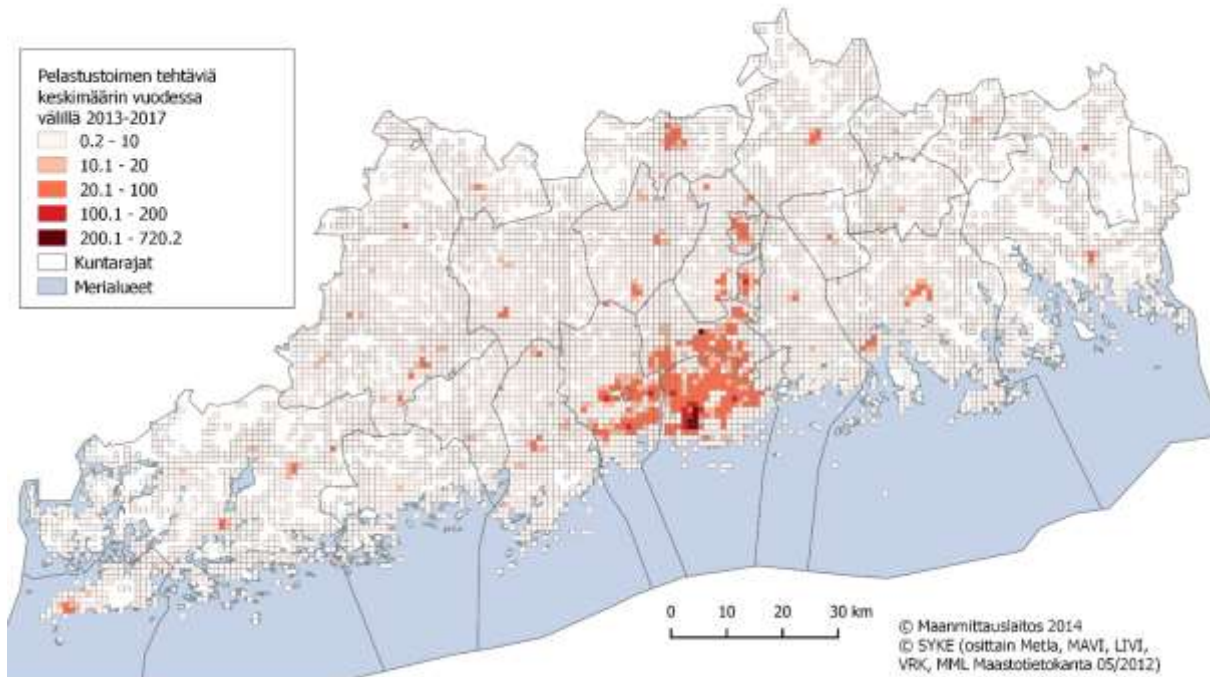 Pelastustoimen tehtäviä
keskimäärin vuodessa
välillä 2013-2017
0.2 - 10
10.1 - 20
20.1 - 100
100.1 - 200
200.1 - 720.2
Kuntarajat
Merialueet
0 10 20 30 km
© Maanmittauslaitos 2014
© SYKE (osittain Metla, MAVI, LIVI,
VRK, MML Maastotietokanta 05/2012)